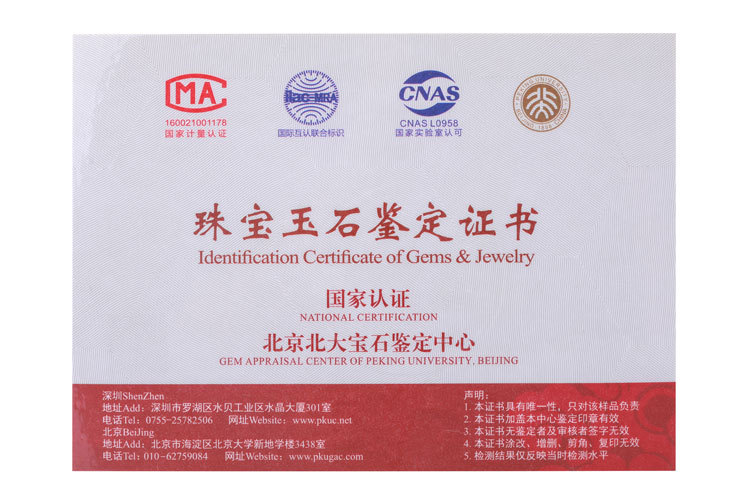 MA
160021001178
国家计量认证
ilac-MRA
国际互认联合标识
CNAS
CNAS L0958
国家实验室认可
PEKING UNIVERSITY
1898
珠宝玉石鉴定证书
Identification Certificate of Gems & Jewelry
国家认证
NATIONAL CERTIFICATION
北京北大宝石鉴定中心
GEM APPRAISAL CENTER OF PEKING UNIVERSITY, BEIJING
深圳ShenZhen
地址Add：深圳市罗湖区水贝工业区水晶大厦301室
电话Tel：0755-25782506 网址Website：www.pkuc.net
北京BeiJing
地址Add：北京市海淀区北京大学新地学楼3438室
电话Tel：010-62759084 网址Website：www.pkugac.com
声明：
1. 本证书具有唯一性，只对该样品负责
2. 本证书加盖本中心鉴定印章有效
3. 本证书无鉴定者及审核者签字无效
4. 本证书涂改、增删、剪角、复印无效
5. 检测结果仅反映当时检测水平